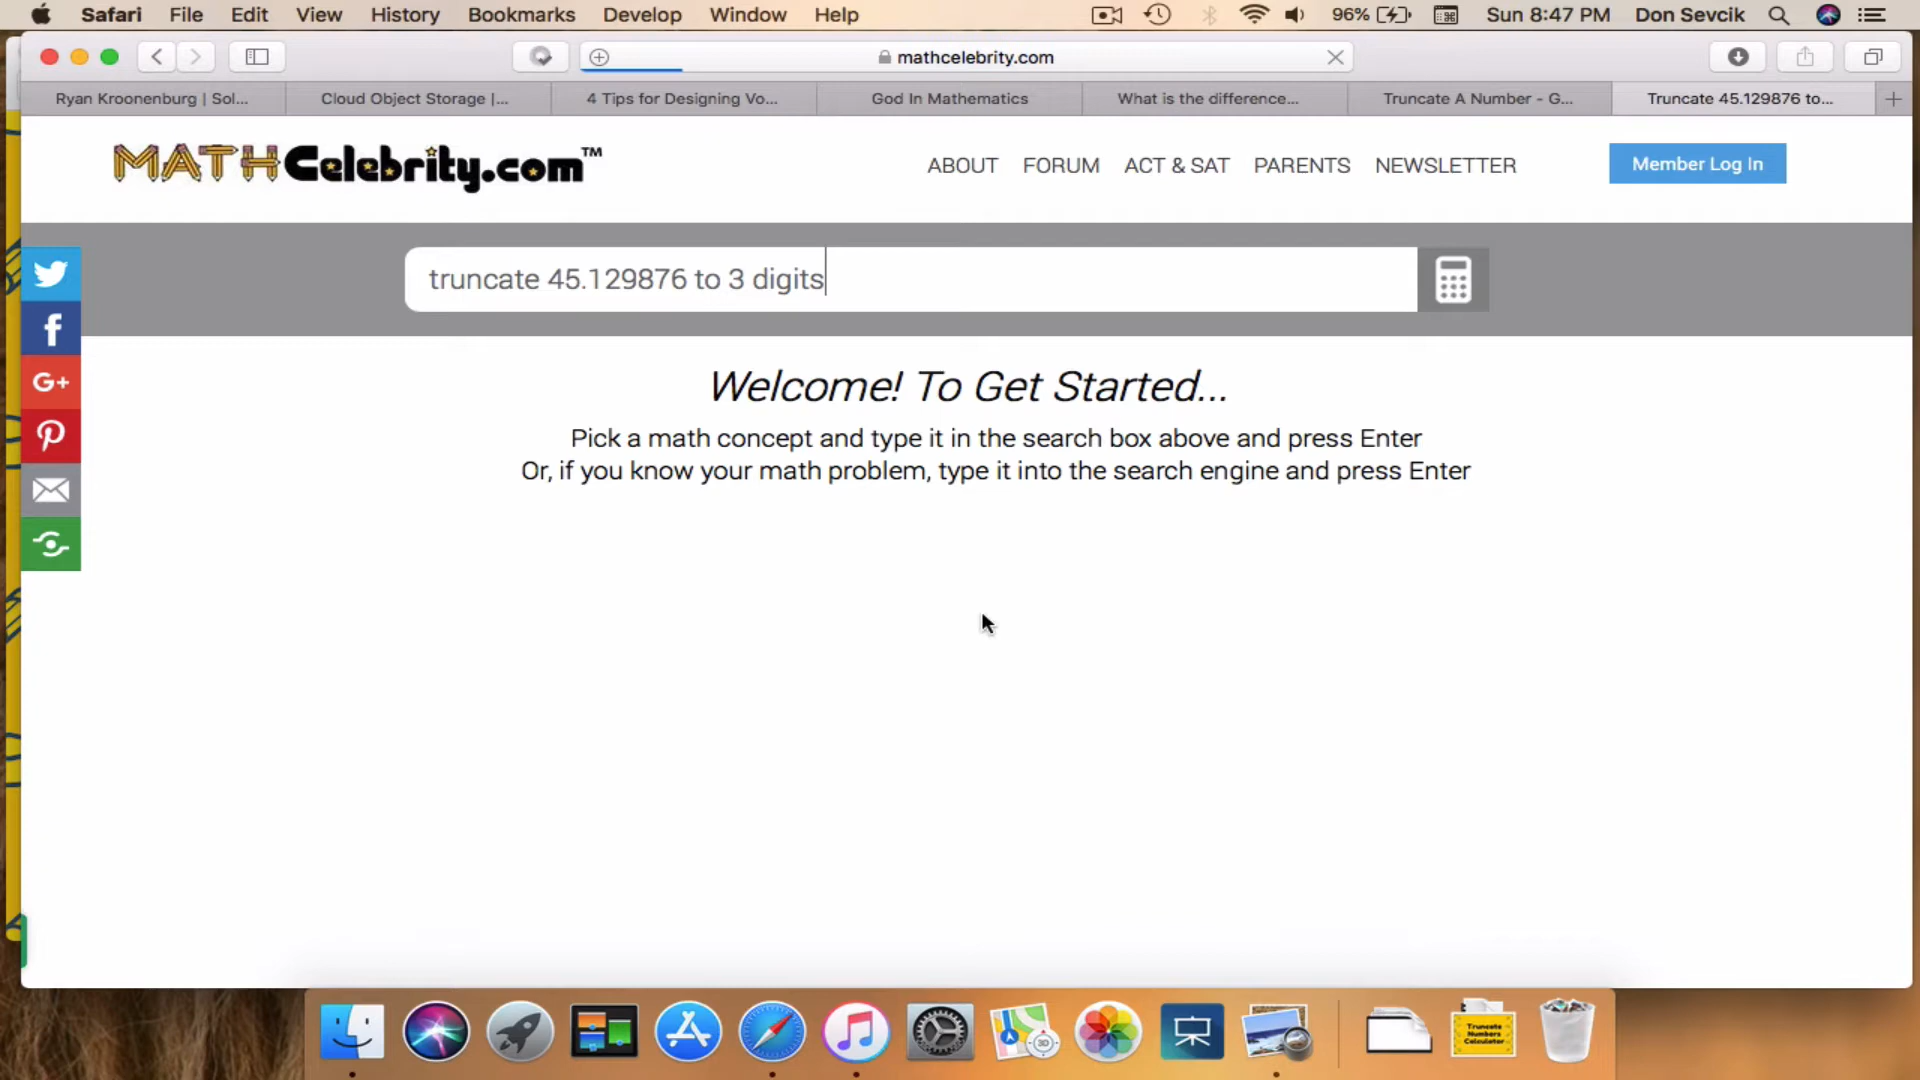 Safari File Edit View History Bookmarks Develop Window Help 96% Sun 8:47 PM Don Sevcik
mathcelebrity.com
Ryan Kroonenburg | Sol... Cloud Object Storage |... 4 Tips for Designing Vo... God In Mathematics What is the difference... Truncate A Number - G... Truncate 45.129876 to...
MATHCelebrity.com™ ABOUT FORUM ACT & SAT PARENTS NEWSLETTER Member Log In
truncate 45.129876 to 3 digits
f
G+
Welcome! To Get Started...
Pick a math concept and type it in the search box above and press Enter
Or, if you know your math problem, type it into the search engine and press Enter
3D
Truncate
Numbers
Calculator